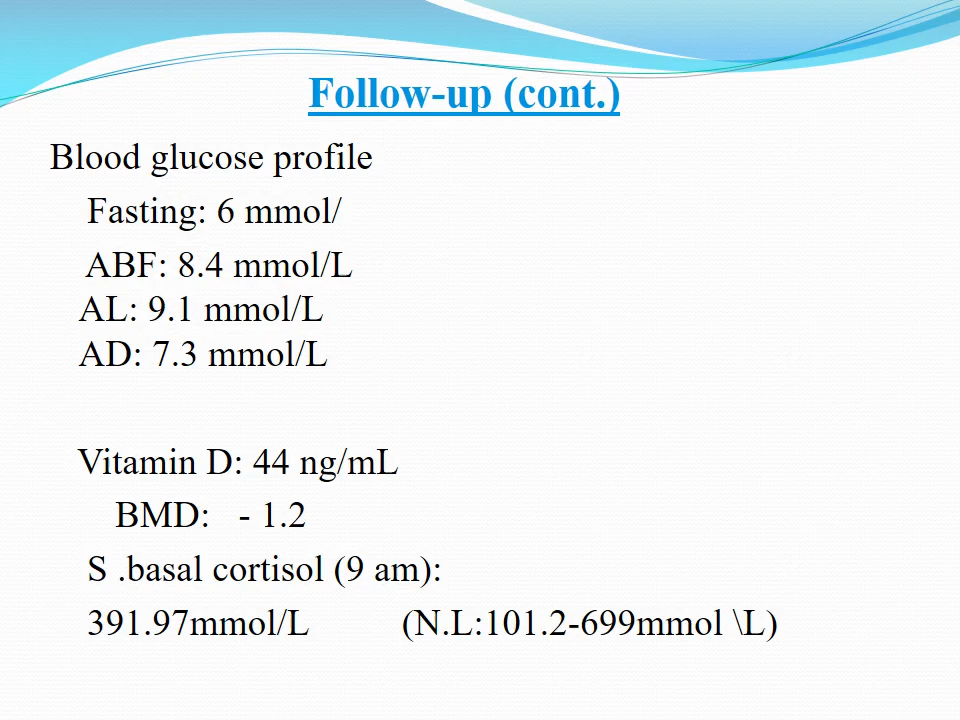 Follow-up (cont.)
Blood glucose profile
Fasting: 6 mmol/
ABF: 8.4 mmol/L
AL: 9.1 mmol/L
AD: 7.3 mmol/L
Vitamin D: 44 ng/mL
BMD: - 1.2
S .basal cortisol (9 am):
391.97mmol/L (N.L:101.2-699mmol \L)